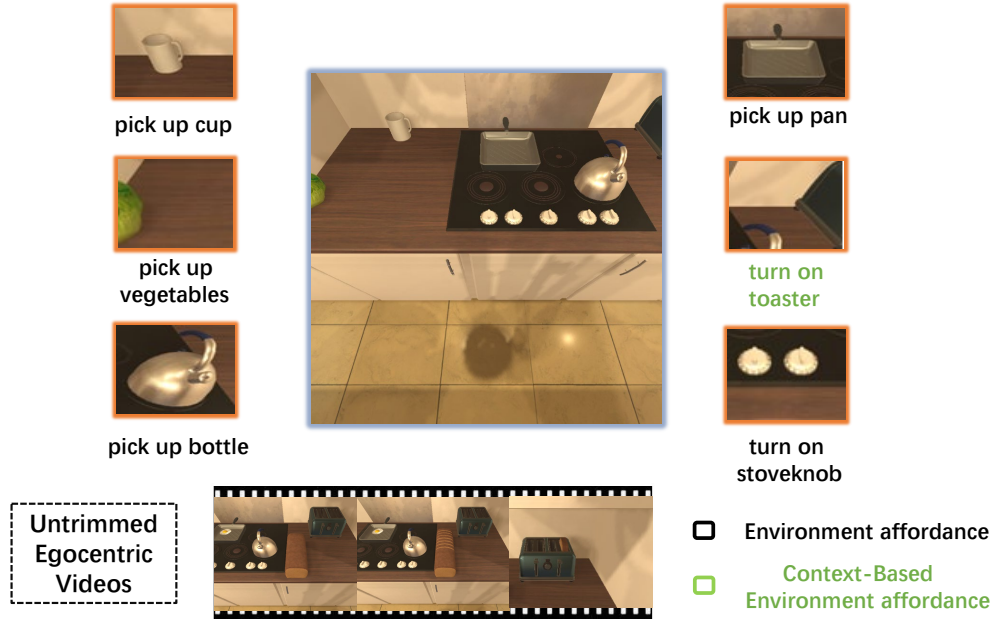 pick up cup
pick up
vegetables
pick up bottle
pick up pan
turn on
toaster
turn on
stoveknob
Untrimmed
Egocentric
Videos
Environment affordance
Context-Based
Environment affordance